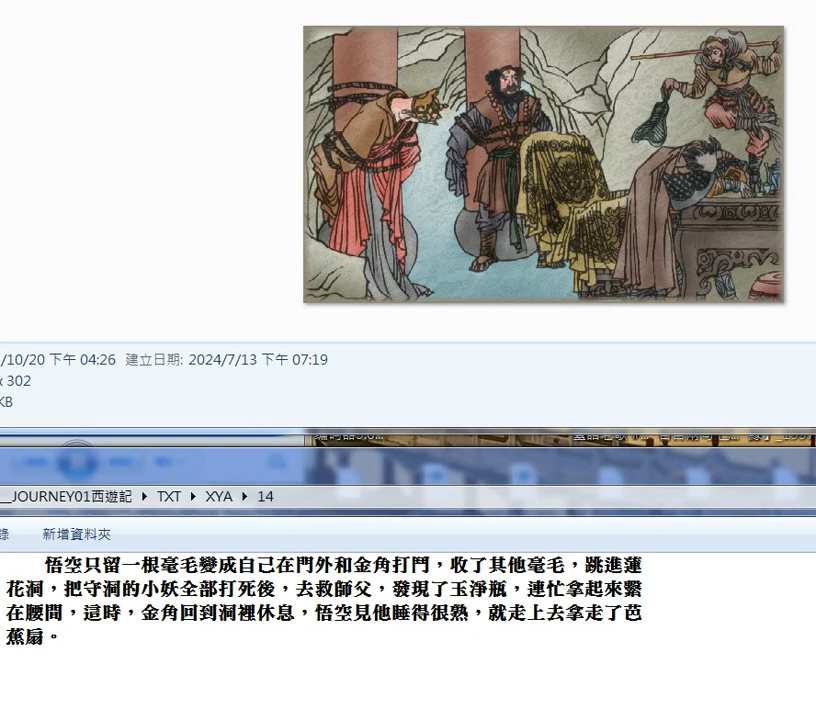 /10/20 下午 04:26 建立日期: 2024/7/13 下午 07:19
x 302
KB
__JOURNEY01西遊記 ▸ TXT ▸ XYA ▸ 14
新增資料夾
悟空只留一根毫毛變成自己在門外和金角打鬥，收了其他毫毛，跳進蓮
花洞，把守洞的小妖全部打死後，去救師父，發現了玉淨瓶，連忙拿起來繫
在腰間，這時，金角回到洞裡休息，悟空見他睡得很熟，就走上去拿走了芭
蕉扇。